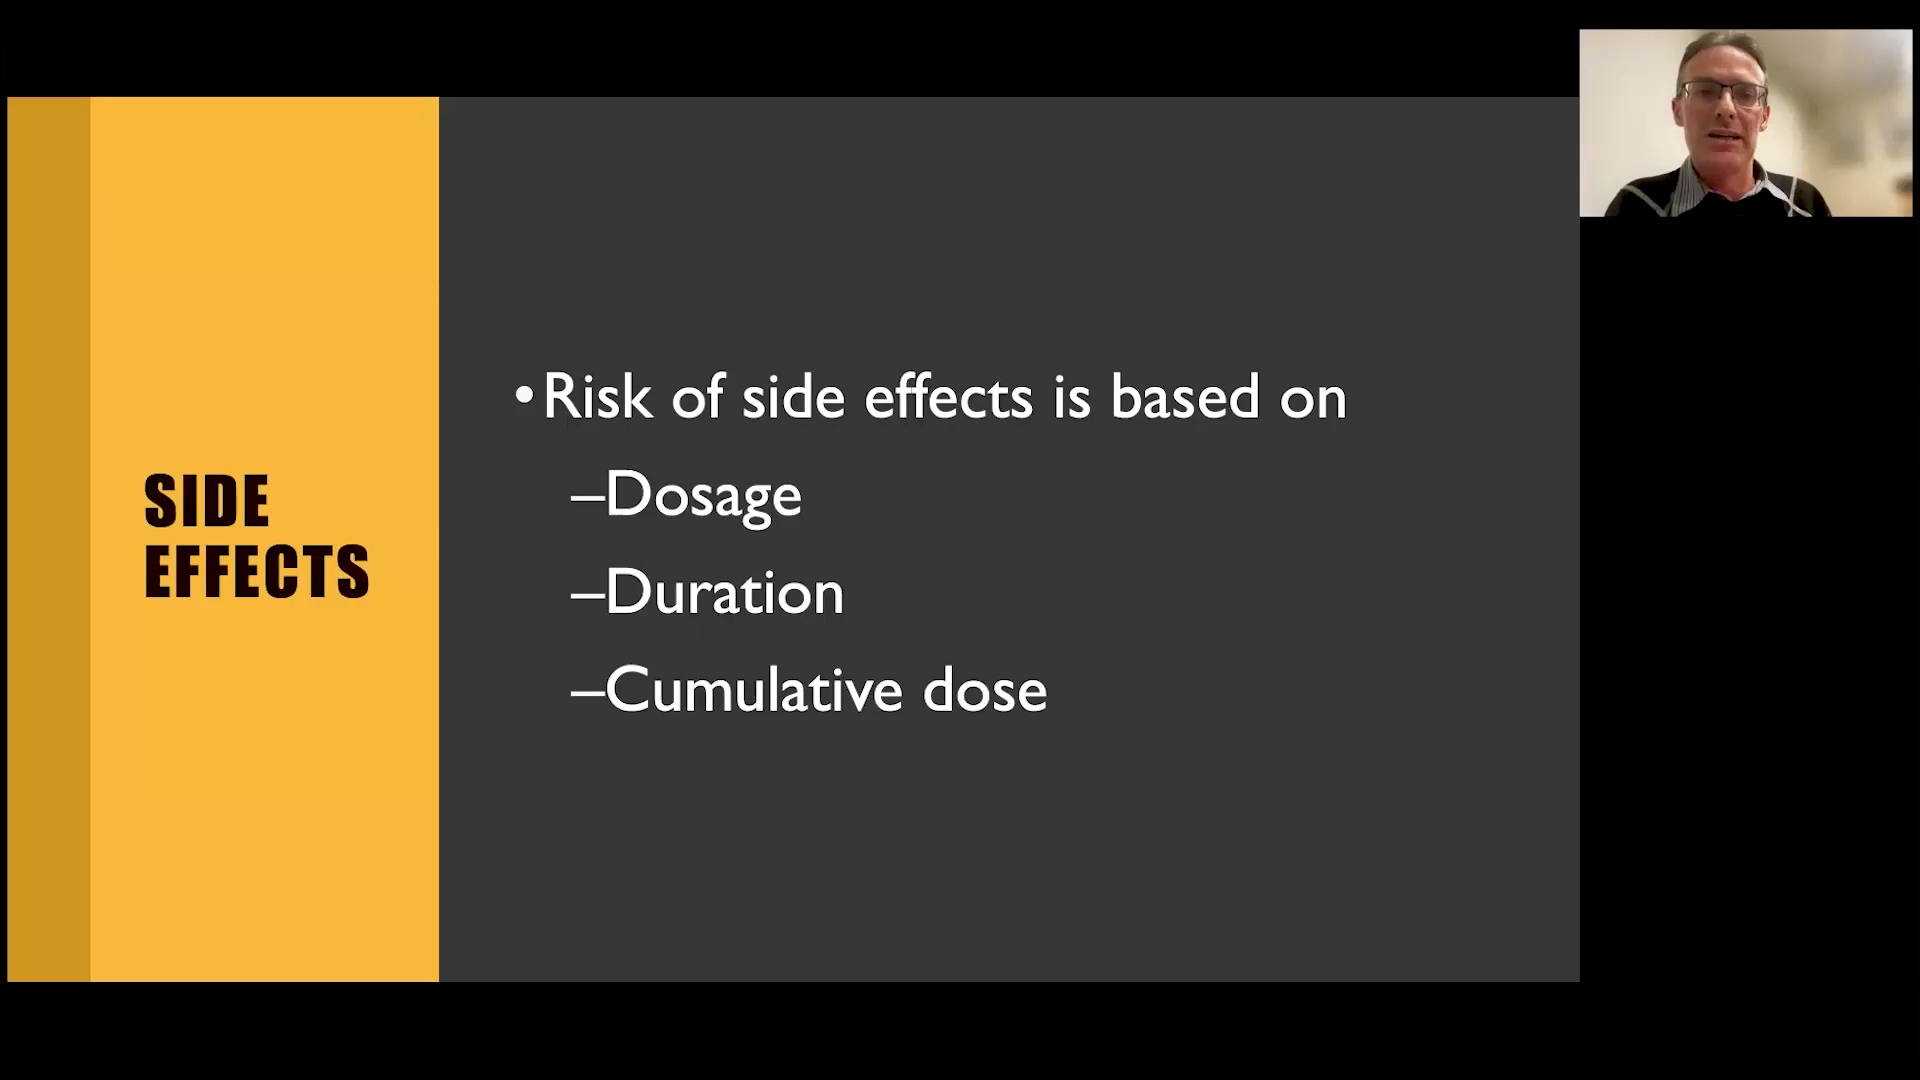 SIDE
EFFECTS
•Risk of side effects is based on
–Dosage
–Duration
–Cumulative dose